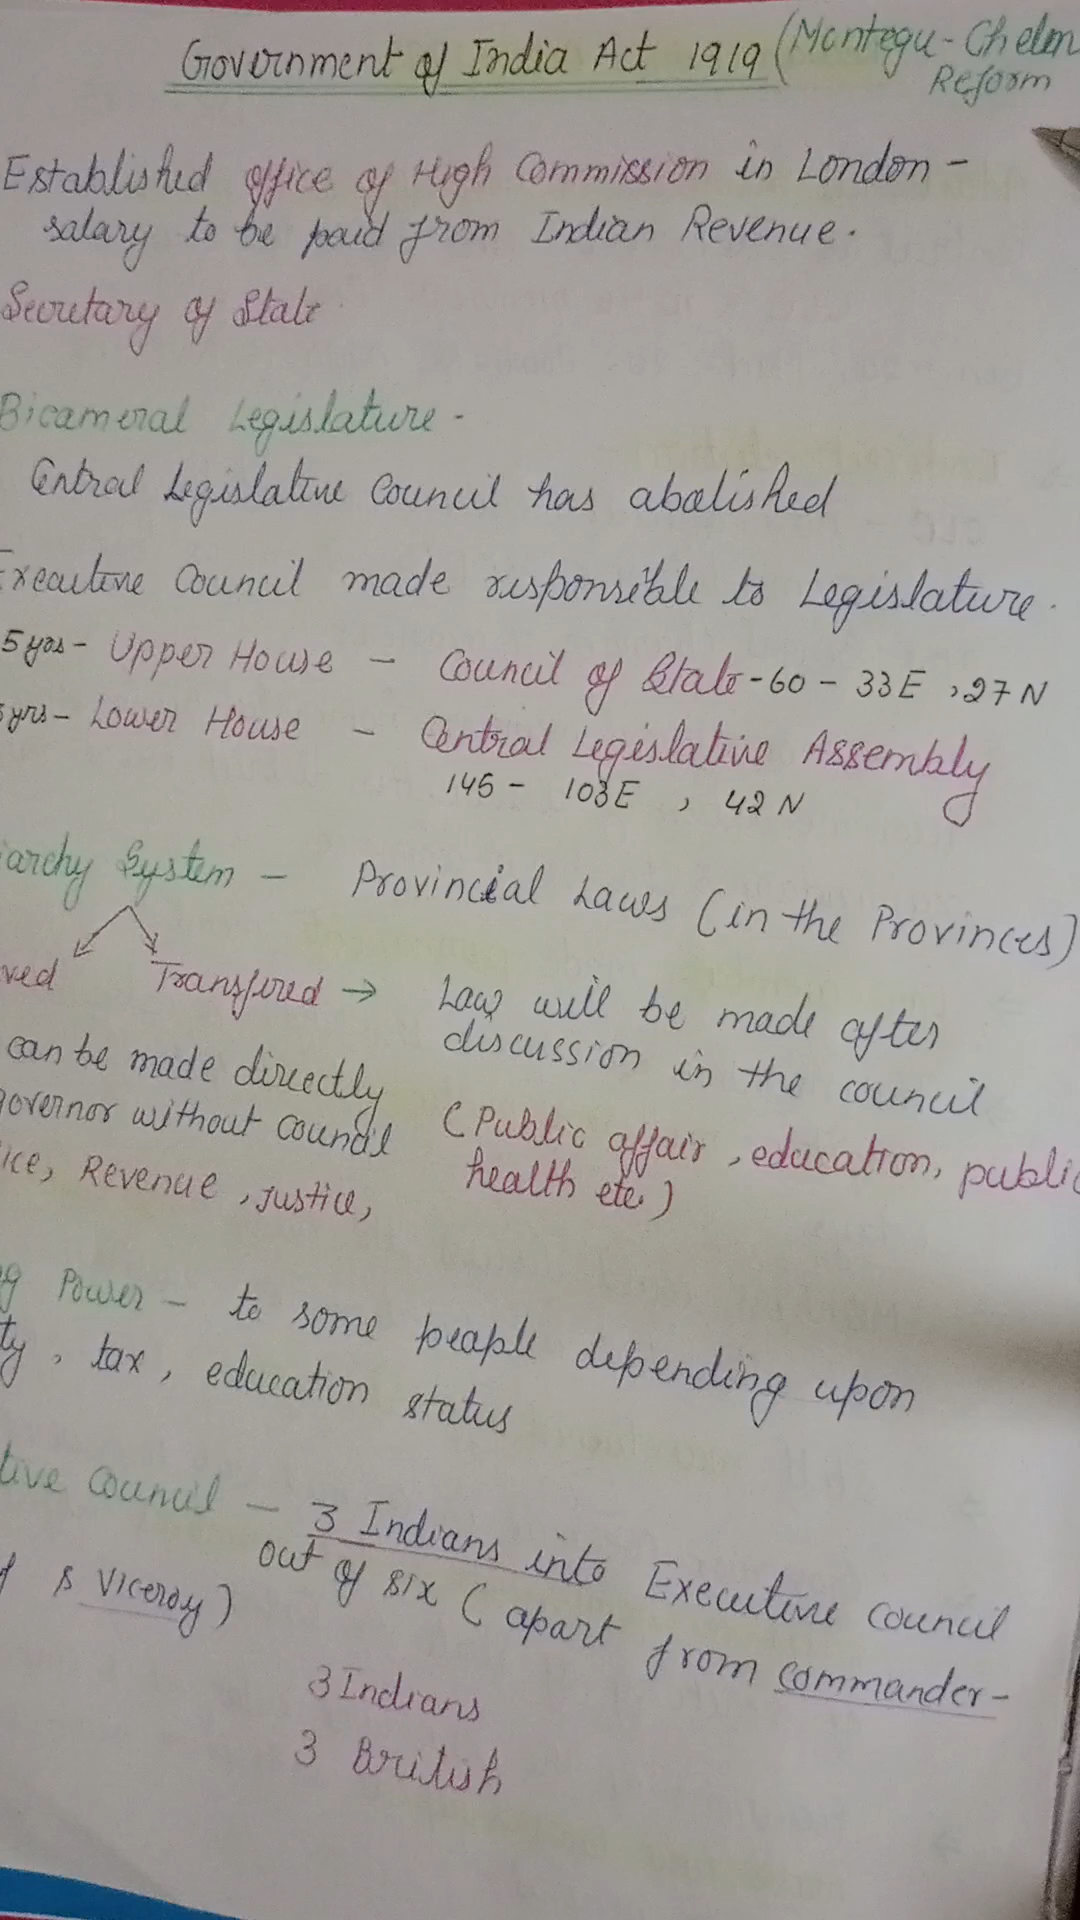 Government of India Act 1919 (Montegu-Chelm
Reform
Established office of High Commission in London -
salary to be paid from Indian Revenue.
Secretary of State
Bicameral Legislature -
Central Legislative Council has abolished
Executive Council made responsible to Legislature.
5 yrs - Upper House - Council of State - 60 - 33E, 27N
yrs - Lower House - Central Legislative Assembly
145 - 103E, 42N
archy System - Provincial Laws (in the Provinces)
ved Transfered → Law will be made after
discussion in the council
can be made directly
governor without council (Public affair, education, public
ice, Revenue, justice, health etc.)
g Power - to some people depending upon
ty, tax, education status
tive Council - 3 Indians into Executive Council
out of six (apart from commander-
f & Viceroy)
3 Indians
3 British